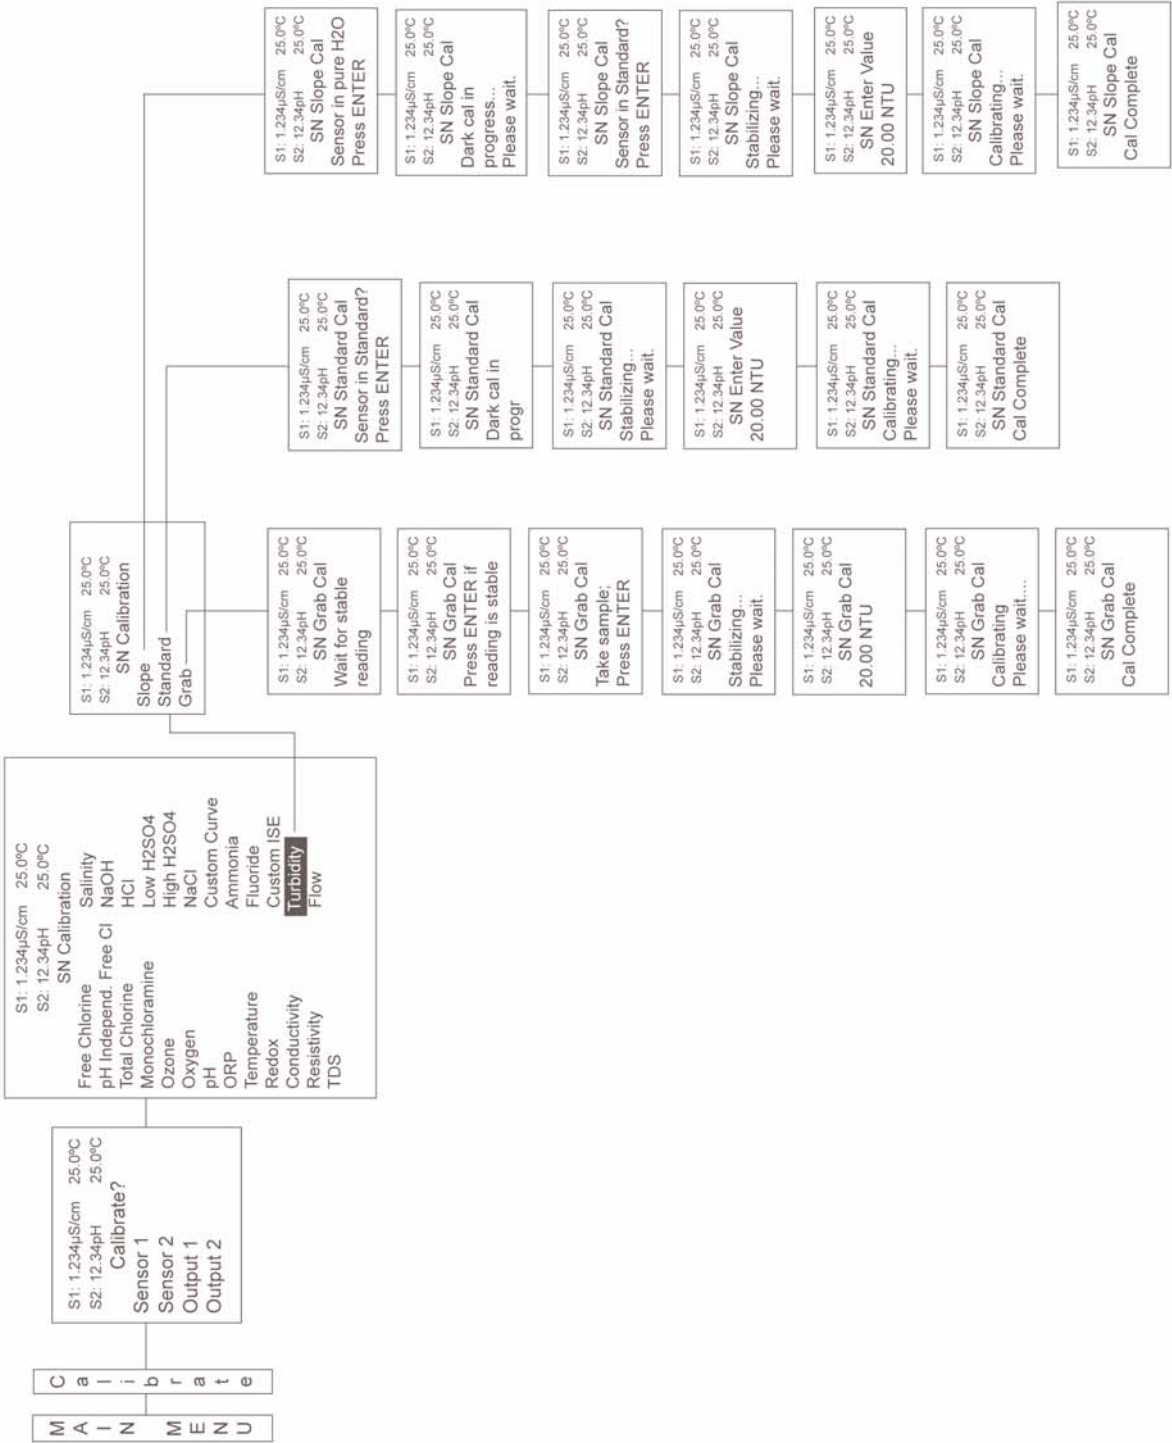 MAIN MENU
Calibrate
S1: 1.234µS/cm 25.0ºC
S2: 12.34pH 25.0ºC
Calibrate?
Sensor 1
Sensor 2
Output 1
Output 2
S1: 1.234µS/cm 25.0ºC
S2: 12.34pH 25.0ºC
SN Calibration
Free Chlorine Salinity
pH Independ. Free Cl NaOH
Total Chlorine HCl
Monochloramine Low H2SO4
Ozone High H2SO4
Oxygen NaCl
pH Custom Curve
ORP Ammonia
Temperature Fluoride
Redox Custom ISE
Conductivity Turbidity
Resistivity Flow
TDS
S1: 1.234µS/cm 25.0ºC
S2: 12.34pH 25.0ºC
SN Calibration
Slope
Standard
Grab
S1: 1.234µS/cm 25.0ºC
S2: 12.34pH 25.0ºC
SN Grab Cal
Wait for stable
reading
S1: 1.234µS/cm 25.0ºC
S2: 12.34pH 25.0ºC
SN Grab Cal
Press ENTER if
reading is stable
S1: 1.234µS/cm 25.0ºC
S2: 12.34pH 25.0ºC
SN Grab Cal
Take sample;
Press ENTER
S1: 1.234µS/cm 25.0ºC
S2: 12.34pH 25.0ºC
SN Grab Cal
Stabilizing...
Please wait.
S1: 1.234µS/cm 25.0ºC
S2: 12.34pH 25.0ºC
SN Grab Cal
20.00 NTU
S1: 1.234µS/cm 25.0ºC
S2: 12.34pH 25.0ºC
SN Grab Cal
Calibrating
Please wait....
S1: 1.234µS/cm 25.0ºC
S2: 12.34pH 25.0ºC
SN Grab Cal
Cal Complete
S1: 1.234µS/cm 25.0ºC
S2: 12.34pH 25.0ºC
SN Standard Cal
Sensor in Standard?
Press ENTER
S1: 1.234µS/cm 25.0ºC
S2: 12.34pH 25.0ºC
SN Standard Cal
Dark cal in
progr
S1: 1.234µS/cm 25.0ºC
S2: 12.34pH 25.0ºC
SN Standard Cal
Stabilizing...
Please wait.
S1: 1.234µS/cm 25.0ºC
S2: 12.34pH 25.0ºC
SN Enter Value
20.00 NTU
S1: 1.234µS/cm 25.0ºC
S2: 12.34pH 25.0ºC
SN Standard Cal
Calibrating...
Please wait.
S1: 1.234µS/cm 25.0ºC
S2: 12.34pH 25.0ºC
SN Standard Cal
Cal Complete
S1: 1.234µS/cm 25.0ºC
S2: 12.34pH 25.0ºC
SN Slope Cal
Sensor in pure H2O
Press ENTER
S1: 1.234µS/cm 25.0ºC
S2: 12.34pH 25.0ºC
SN Slope Cal
Dark cal in
progress...
Please wait.
S1: 1.234µS/cm 25.0ºC
S2: 12.34pH 25.0ºC
SN Slope Cal
Sensor in Standard?
Press ENTER
S1: 1.234µS/cm 25.0ºC
S2: 12.34pH 25.0ºC
SN Slope Cal
Stabilizing...
Please wait.
S1: 1.234µS/cm 25.0ºC
S2: 12.34pH 25.0ºC
SN Enter Value
20.00 NTU
S1: 1.234µS/cm 25.0ºC
S2: 12.34pH 25.0ºC
SN Slope Cal
Calibrating...
Please wait.
S1: 1.234µS/cm 25.0ºC
S2: 12.34pH 25.0ºC
SN Slope Cal
Cal Complete